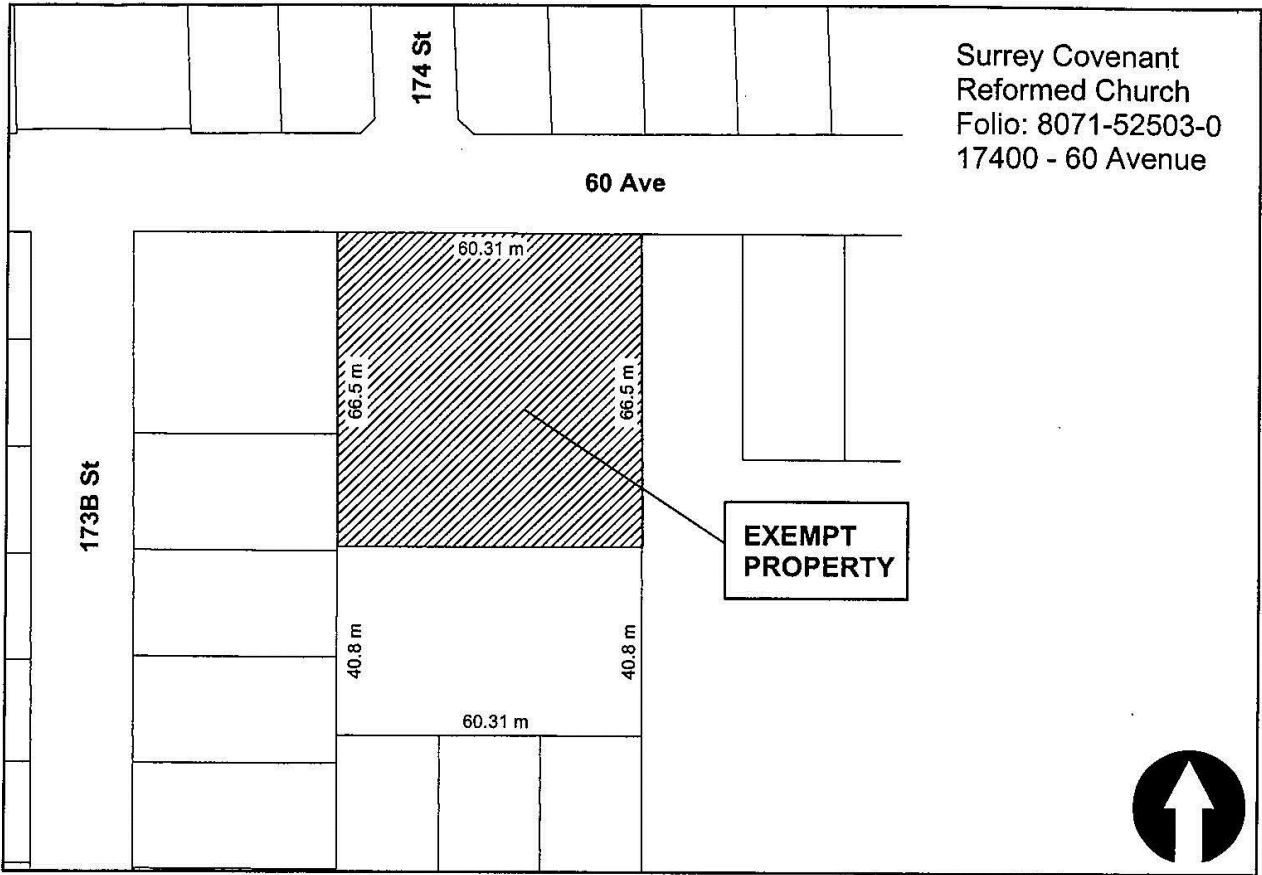 174 St
Surrey Covenant
Reformed Church
Folio: 8071-52503-0
17400 - 60 Avenue
60 Ave
60.31 m
66.5 m
66.5 m
173B St
EXEMPT
PROPERTY
40.8 m
40.8 m
60.31 m